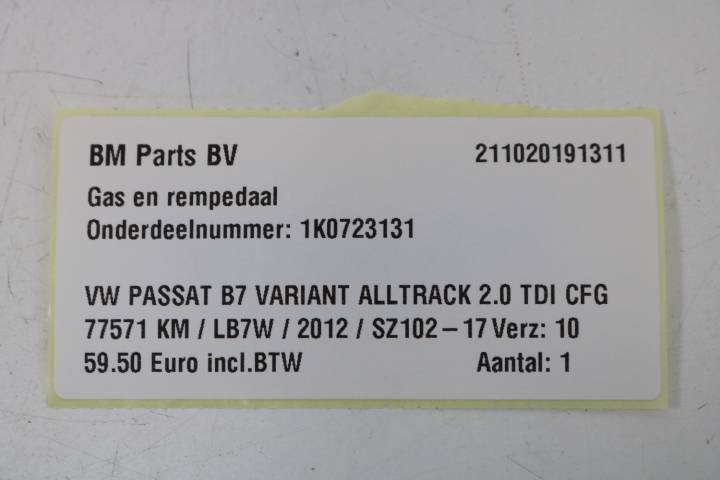 BM Parts BV 211020191311
Gas en rempedaal
Onderdeelnummer: 1K0723131
VW PASSAT B7 VARIANT ALLTRACK 2.0 TDI CFG
77571 KM / LB7W / 2012 / SZ102-17 Verz: 10
59.50 Euro incl.BTW Aantal: 1